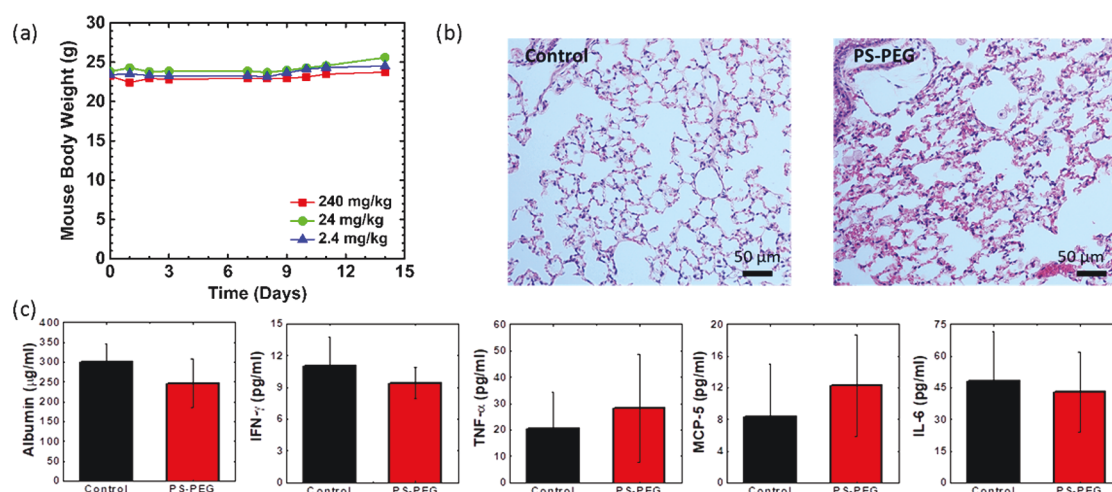 (a)
30
25
20
15
10
5
0
Mouse Body Weight (g)
240 mg/kg
24 mg/kg
2.4 mg/kg
0 3 6 9 12 15
Time (Days)
(b)
Control
50 μm
PS-PEG
50 μm
(c)
400
350
300
250
200
150
100
50
0
Albumin (μg/ml)
Control PS-PEG
15
12
9
6
3
0
IFN-γ (pg/ml)
Control PS-PEG
60
50
40
30
20
10
0
TNF-α (pg/ml)
Control PS-PEG
20
16
12
8
4
0
MCP-5 (pg/ml)
Control PS-PEG
75
60
45
30
15
0
IL-6 (pg/ml)
Control PS-PEG